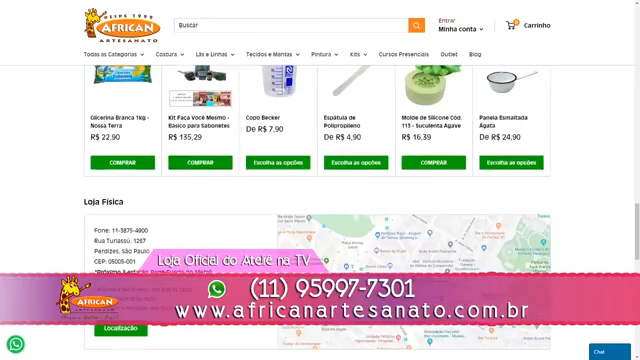 DESDE 1999
AFRICAN
ARTESANATO
Buscar
Entrar
Minha conta
0
Carrinho
Todas as Categorias
Costura
Lãs e Linhas
Tecidos e Mantas
Pintura
Kits
Cursos Presenciais
Outlet
Blog
Glicerina Branca 1kg -
Nossa Terra
R$ 22,90
COMPRAR
Kit Faça Você Mesmo -
Básico para Sabonetes
R$ 135,29
COMPRAR
Copo Becker
De R$ 7,90
Escolha as opções
Espátula de
Polipropileno
De R$ 4,90
Escolha as opções
Molde de Silicone Cód.
115 - Suculenta Agave
R$ 16,39
COMPRAR
Panela Esmaltada
Ágata
De R$ 24,90
Escolha as opções
Loja Física
Fone: 11-3875-4900
Rua Turiassú, 1267
Perdizes, São Paulo
CEP: 05005-001
Loja Oficial do Ateliê na TV
AFRICAN
(11) 95997-7301
www.africanartesanato.com.br
Localização
Chat